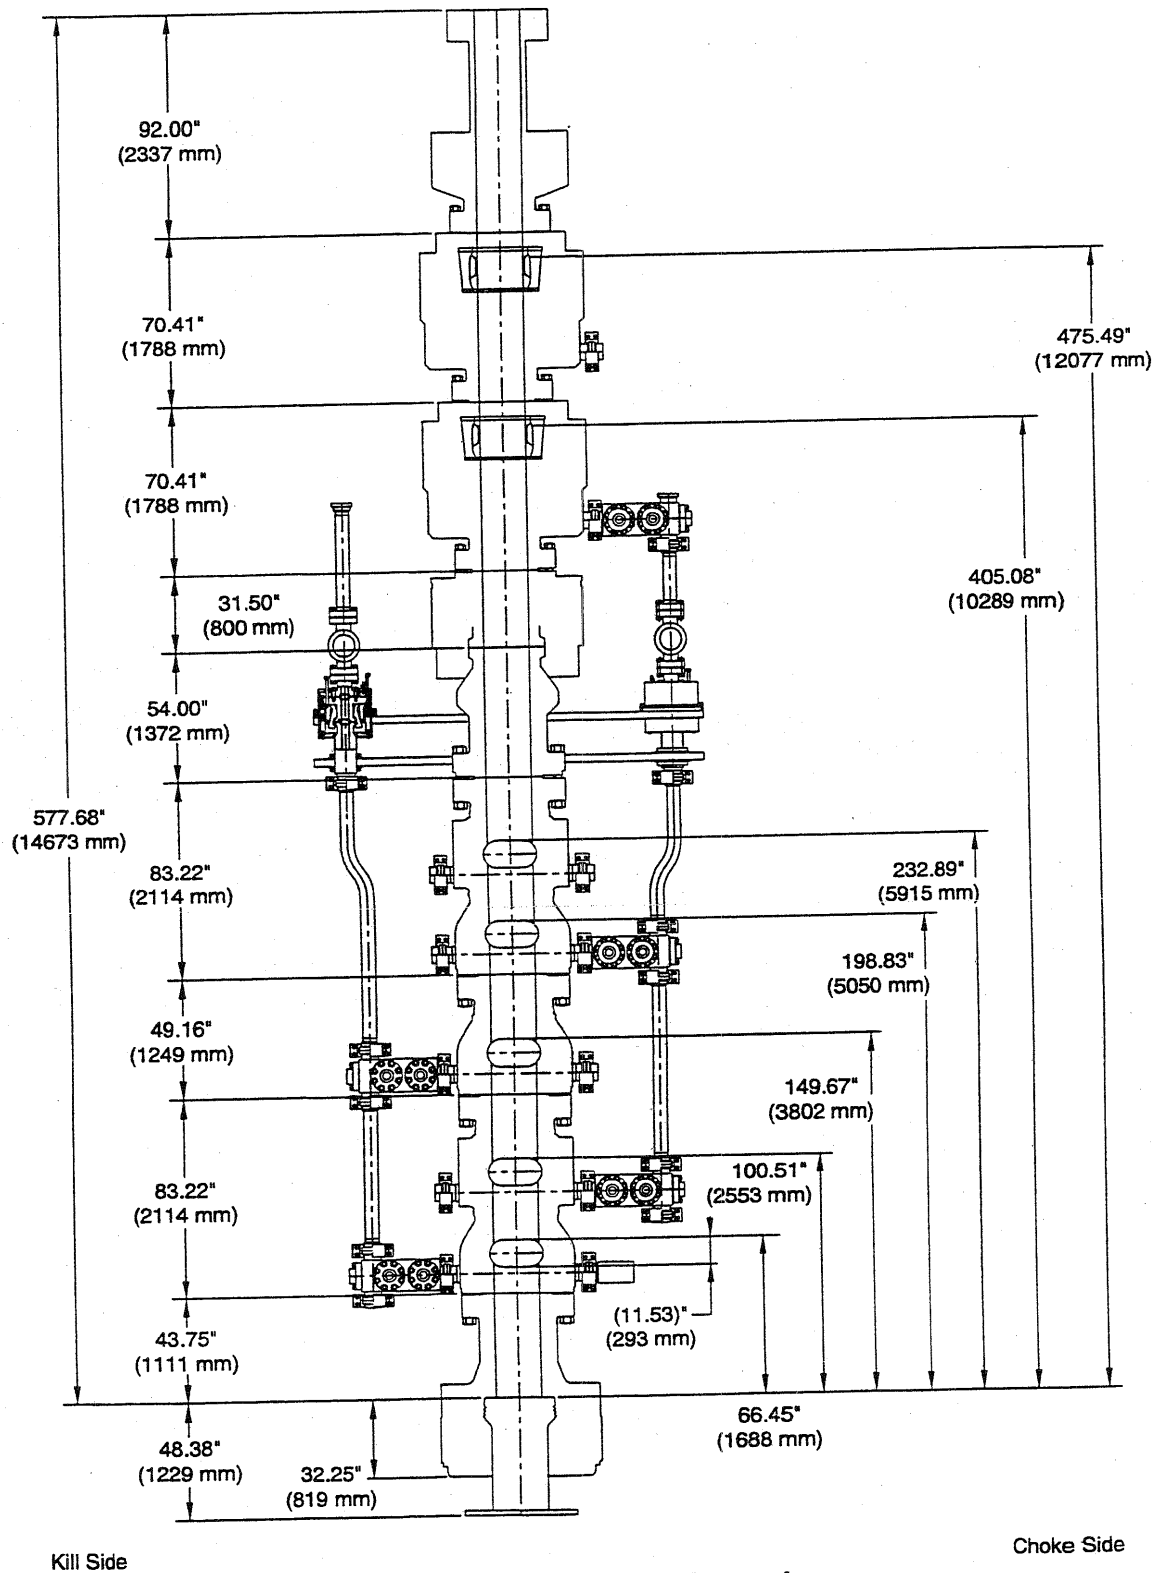 92.00"
(2337 mm)
70.41"
(1788 mm)
475.49"
(12077 mm)
70.41"
(1788 mm)
405.08"
(10289 mm)
31.50"
(800 mm)
54.00"
(1372 mm)
577.68"
(14673 mm)
83.22"
(2114 mm)
232.89"
(5915 mm)
198.83"
(5050 mm)
49.16"
(1249 mm)
149.67"
(3802 mm)
100.51"
(2553 mm)
83.22"
(2114 mm)
(11.53)"
(293 mm)
43.75"
(1111 mm)
66.45"
(1688 mm)
48.38"
(1229 mm)
32.25"
(819 mm)
Kill Side
Choke Side